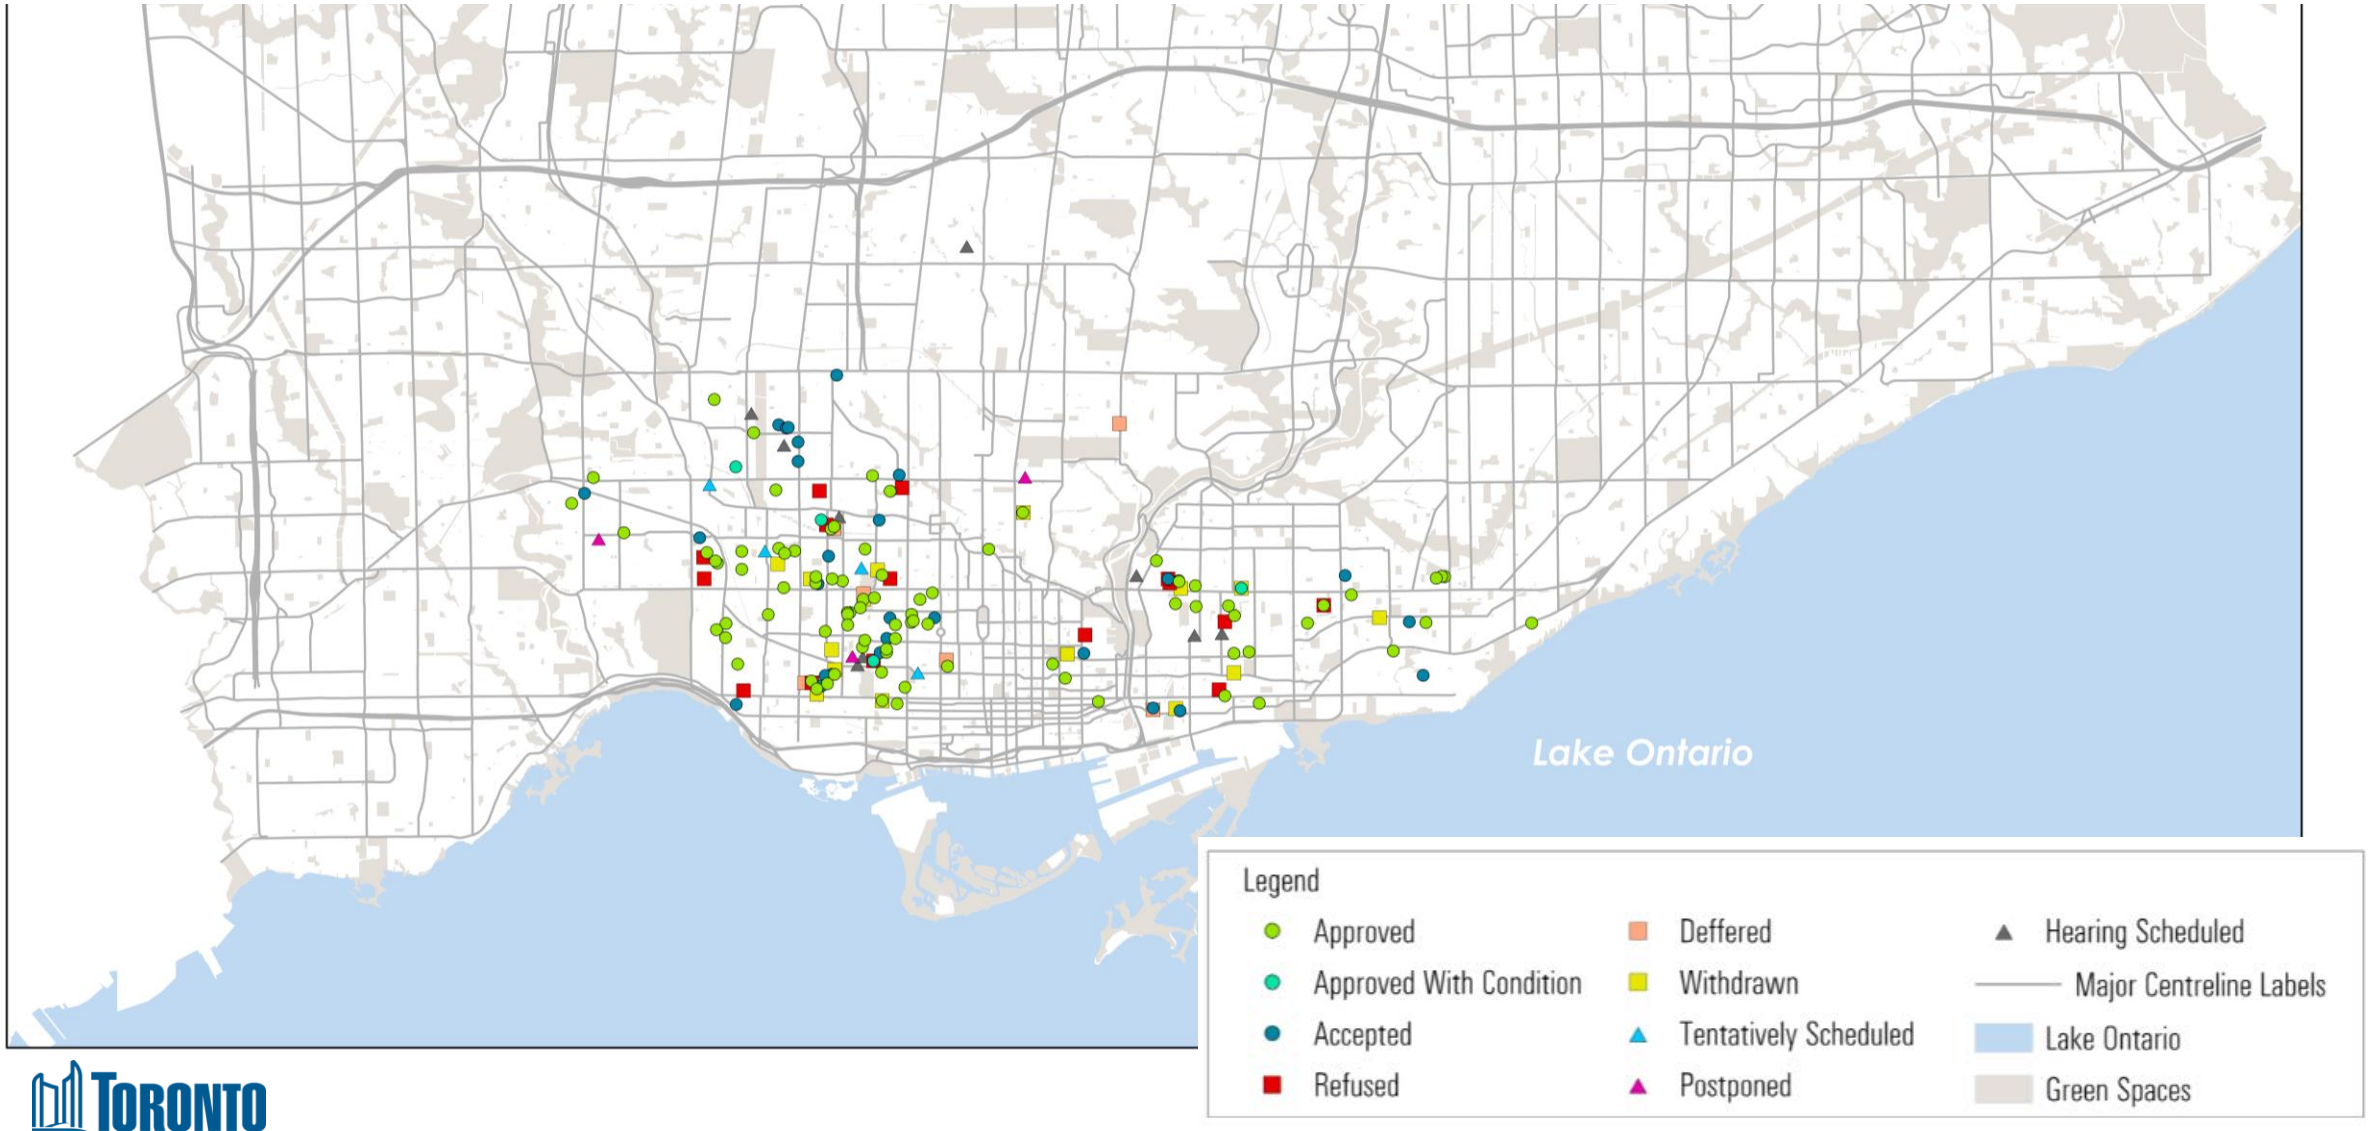 Lake Ontario
Legend
Approved
Approved With Condition
Accepted
Refused
Deffered
Withdrawn
Tentatively Scheduled
Postponed
Hearing Scheduled
Major Centreline Labels
Lake Ontario
Green Spaces
TORONTO